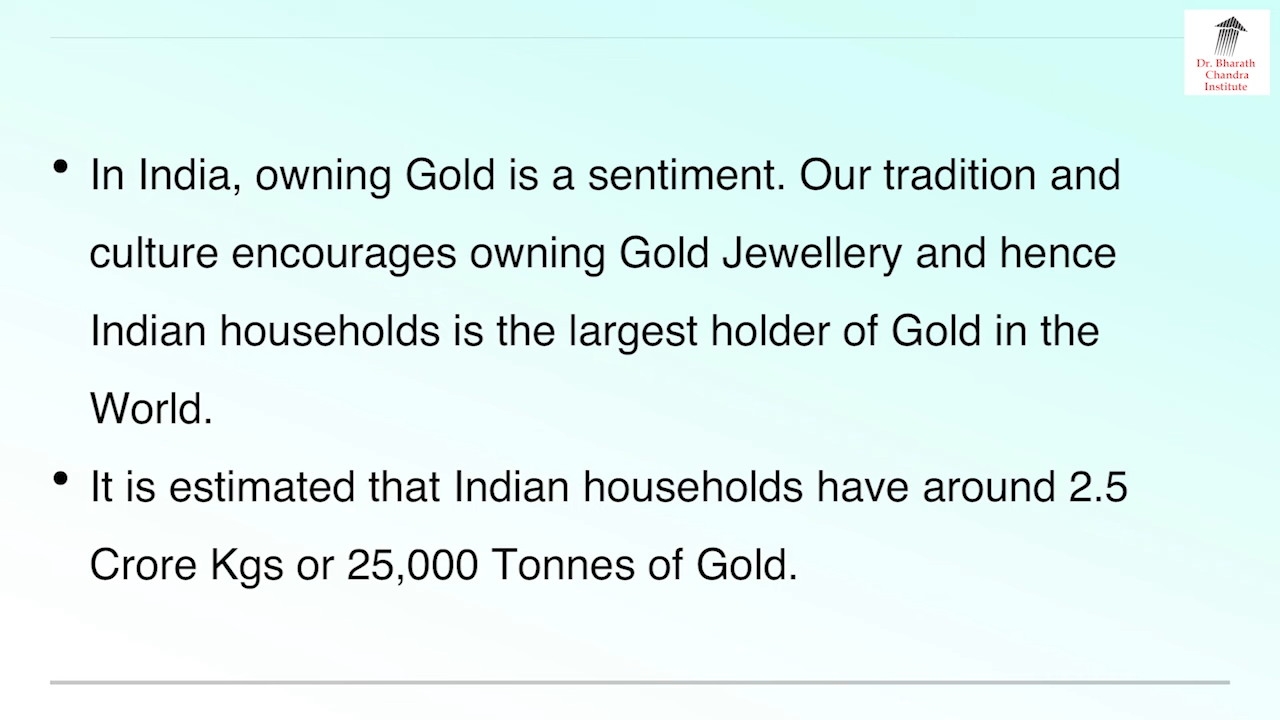 Dr. Bharath
Chandra
Institute
• In India, owning Gold is a sentiment. Our tradition and
culture encourages owning Gold Jewellery and hence
Indian households is the largest holder of Gold in the
World.
• It is estimated that Indian households have around 2.5
Crore Kgs or 25,000 Tonnes of Gold.